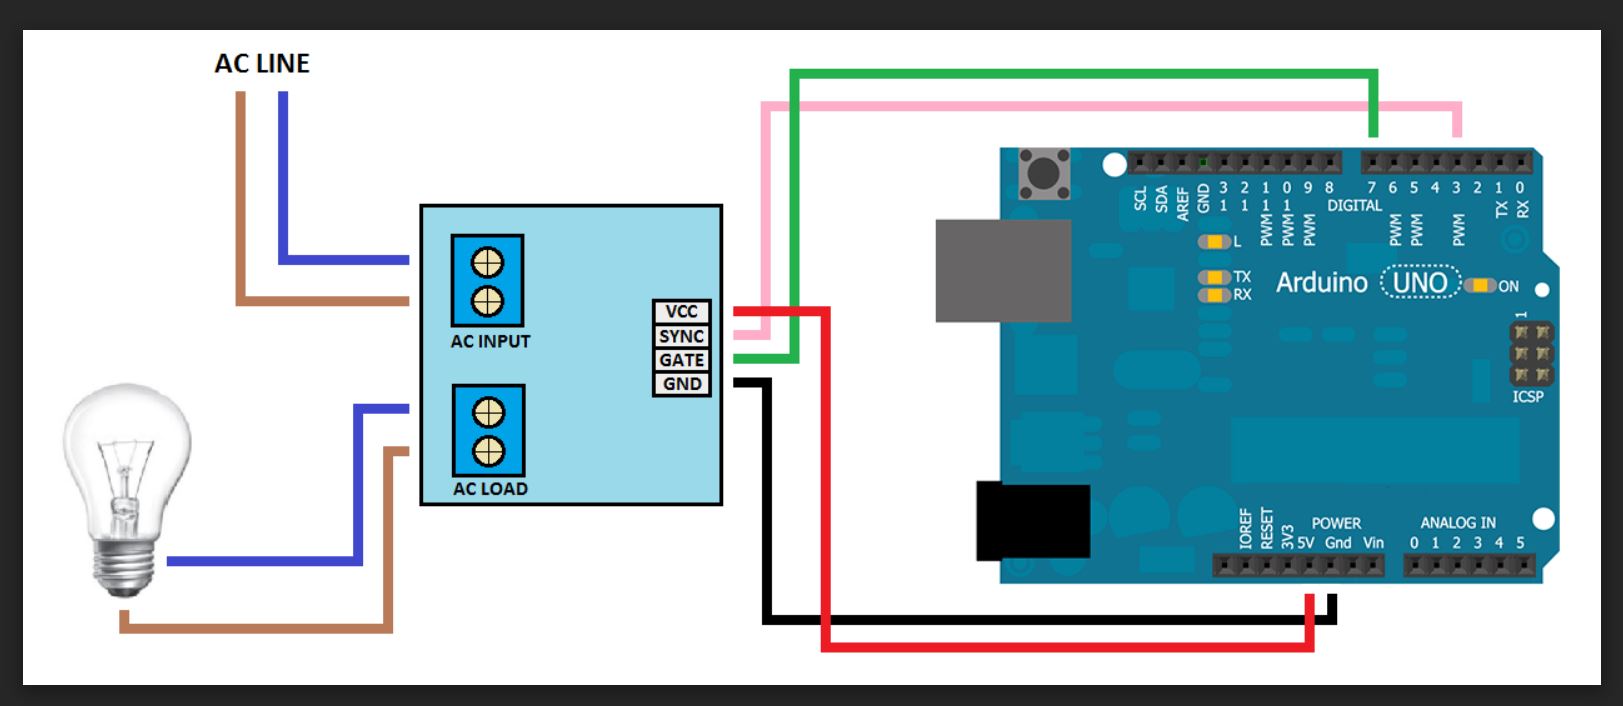 AC LINE
AC INPUT
AC LOAD
VCC
SYNC
GATE
GND
SCL
SDA
AREF
GND
13
12
PWM 11
PWM 10
PWM 9
8
DIGITAL
7
PWM 6
PWM 5
4
PWM 3
2
TX 1
RX 0
L
TX
RX
Arduino UNO
ON
1
ICSP
IOREF
RESET
3V3
POWER
5V Gnd Vin
ANALOG IN
0 1 2 3 4 5